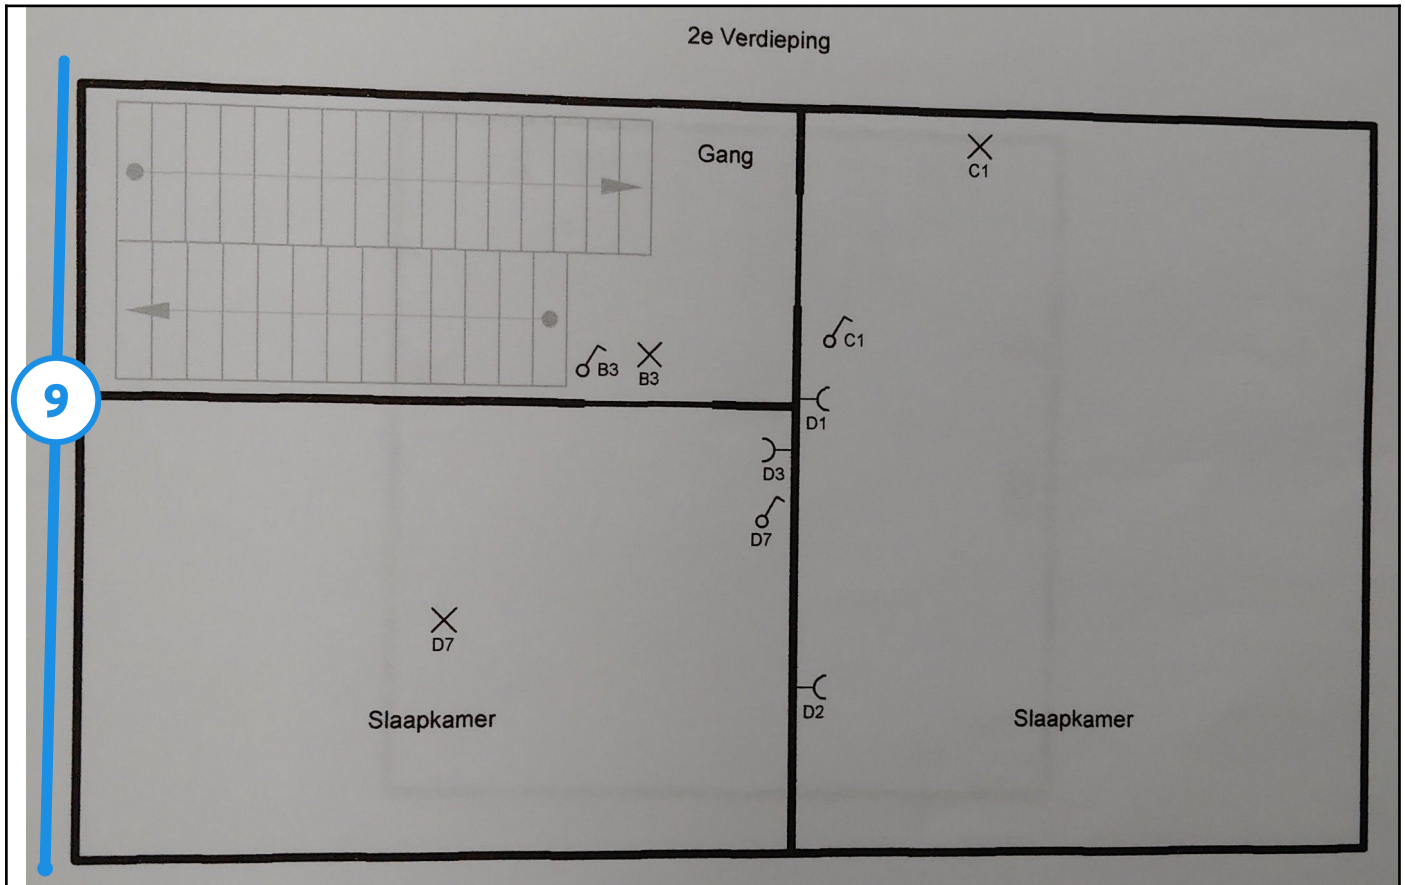 2e Verdieping
Gang
C1
C1
B3
B3
9
D1
D3
D7
D7
D2
Slaapkamer
Slaapkamer